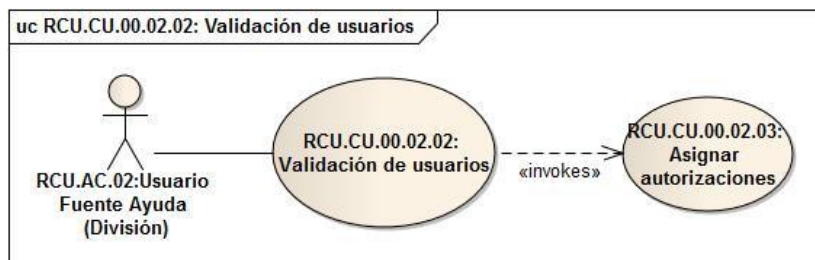 uc RCU.CU.00.02.02: Validación de usuarios
RCU.AC.02:Usuario
Fuente Ayuda
(División)
RCU.CU.00.02.02:
Validación de usuarios
«invokes»
RCU.CU.00.02.03:
Asignar
autorizaciones